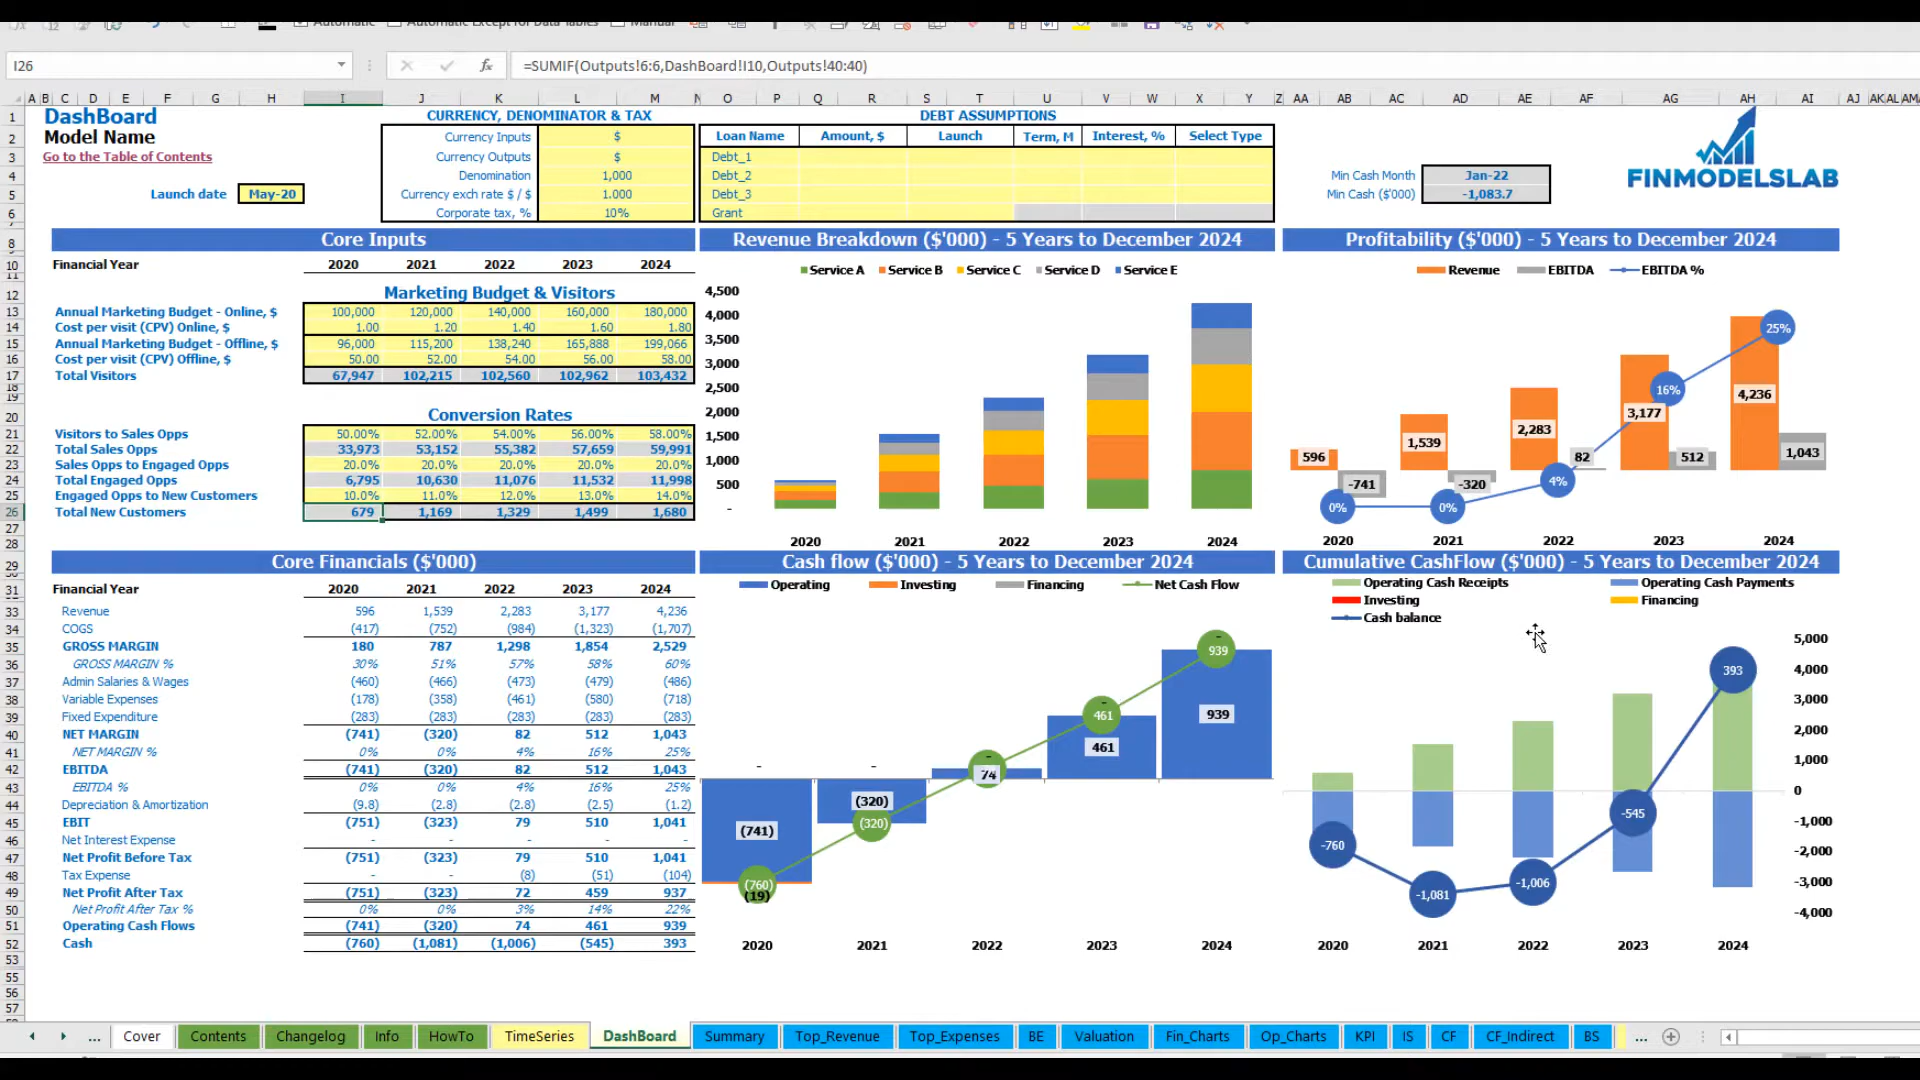 Automatic Automatic Except for Data Tables Manual
I26 fx =SUMIF(Outputs!6:6,DashBoard!I10,Outputs!40:40)
A B C D E F G H I J K L M N O P Q R S T U V W X Y Z AA AB AC AD AE AF AG AH AI AJ AK AL AM
DashBoard
Model Name
Go to the Table of Contents
Launch date May-20
CURRENCY, DENOMINATOR & TAX
Currency Inputs $
Currency Outputs $
Denomination 1,000
Currency exch rate $ / $ 1.000
Corporate tax, % 10%
DEBT ASSUMPTIONS
Loan Name Amount, $ Launch Term, M Interest, % Select Type
Debt_1
Debt_2
Debt_3
Grant
Min Cash Month Jan-22
Min Cash ($'000) -1,083.7
FINMODELSLAB
Core Inputs
Financial Year 2020 2021 2022 2023 2024
Marketing Budget & Visitors
Annual Marketing Budget - Online, $ 100,000 120,000 140,000 160,000 180,000
Cost per visit (CPV) Online, $ 1.00 1.20 1.40 1.60 1.80
Annual Marketing Budget - Offline, $ 96,000 115,200 138,240 165,888 199,066
Cost per visit (CPV) Offline, $ 50.00 52.00 54.00 56.00 58.00
Total Visitors 67,947 102,215 102,560 102,962 103,432
Conversion Rates
Visitors to Sales Opps 50.00% 52.00% 54.00% 56.00% 58.00%
Total Sales Opps 33,973 53,152 55,382 57,659 59,991
Sales Opps to Engaged Opps 20.0% 20.0% 20.0% 20.0% 20.0%
Total Engaged Opps 6,795 10,630 11,076 11,532 11,998
Engaged Opps to New Customers 10.0% 11.0% 12.0% 13.0% 14.0%
Total New Customers 679 1,169 1,329 1,499 1,680
Revenue Breakdown ($'000) - 5 Years to December 2024
Service A Service B Service C Service D Service E
4,500
4,000
3,500
3,000
2,500
2,000
1,500
1,000
500
-
2020 2021 2022 2023 2024
Profitability ($'000) - 5 Years to December 2024
Revenue EBITDA EBITDA %
596 1,539 2,283 3,177 4,236
-741 -320 82 512 1,043
0% 0% 4% 16% 25%
2020 2021 2022 2023 2024
Core Financials ($'000)
Financial Year 2020 2021 2022 2023 2024
Revenue 596 1,539 2,283 3,177 4,236
COGS (417) (752) (984) (1,323) (1,707)
GROSS MARGIN 180 787 1,298 1,854 2,529
GROSS MARGIN % 30% 51% 57% 58% 60%
Admin Salaries & Wages (460) (466) (473) (479) (486)
Variable Expenses (178) (358) (461) (580) (718)
Fixed Expenditure (283) (283) (283) (283) (283)
NET MARGIN (741) (320) 82 512 1,043
NET MARGIN % 0% 0% 4% 16% 25%
EBITDA (741) (320) 82 512 1,043
EBITDA % 0% 0% 4% 16% 25%
Depreciation & Amortization (9.8) (2.8) (2.8) (2.5) (1.2)
EBIT (751) (323) 79 510 1,041
Net Interest Expense - - - - -
Net Profit Before Tax (751) (323) 79 510 1,041
Tax Expense - - (8) (51) (104)
Net Profit After Tax (751) (323) 72 459 937
Net Profit After Tax % 0% 0% 3% 14% 22%
Operating Cash Flows (741) (320) 74 461 939
Cash (760) (1,081) (1,006) (545) 393
Cash flow ($'000) - 5 Years to December 2024
Operating Investing Financing Net Cash Flow
(741) (320) 74 461 939
(760) (320) 461 939
(19)
2020 2021 2022 2023 2024
Cumulative CashFlow ($'000) - 5 Years to December 2024
Operating Cash Receipts Operating Cash Payments
Investing Financing
Cash balance
5,000
4,000
3,000
2,000
1,000
0
-1,000
-2,000
-3,000
-4,000
-760 -1,081 -1,006 -545 393
2020 2021 2022 2023 2024
... Cover Contents Changelog Info HowTo TimeSeries DashBoard Summary Top_Revenue Top_Expenses BE Valuation Fin_Charts Op_Charts KPI IS CF CF_Indirect BS ...